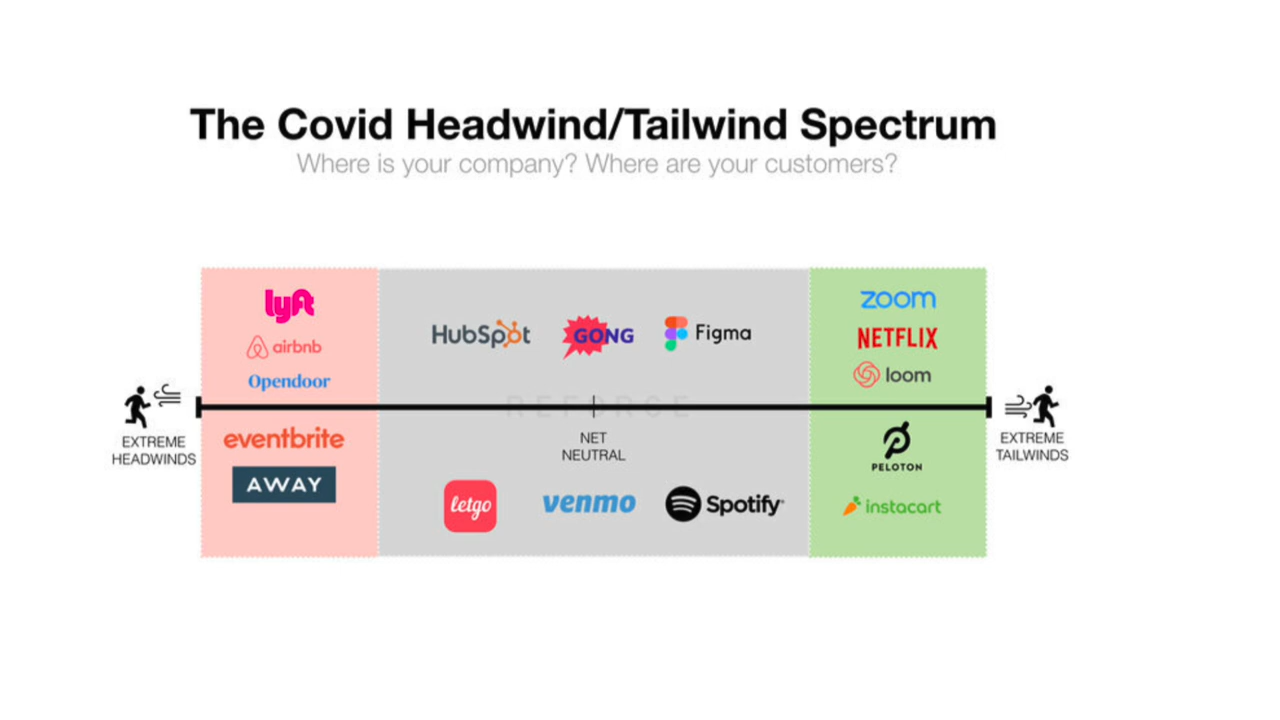 The Covid Headwind/Tailwind Spectrum
Where is your company? Where are your customers?
lyft
airbnb
Opendoor
HubSpot
GONG
Figma
zoom
NETFLIX
loom
EXTREME
HEADWINDS
REFORGE
NET
NEUTRAL
EXTREME
TAILWINDS
eventbrite
AWAY
letgo
venmo
Spotify
PELOTON
instacart